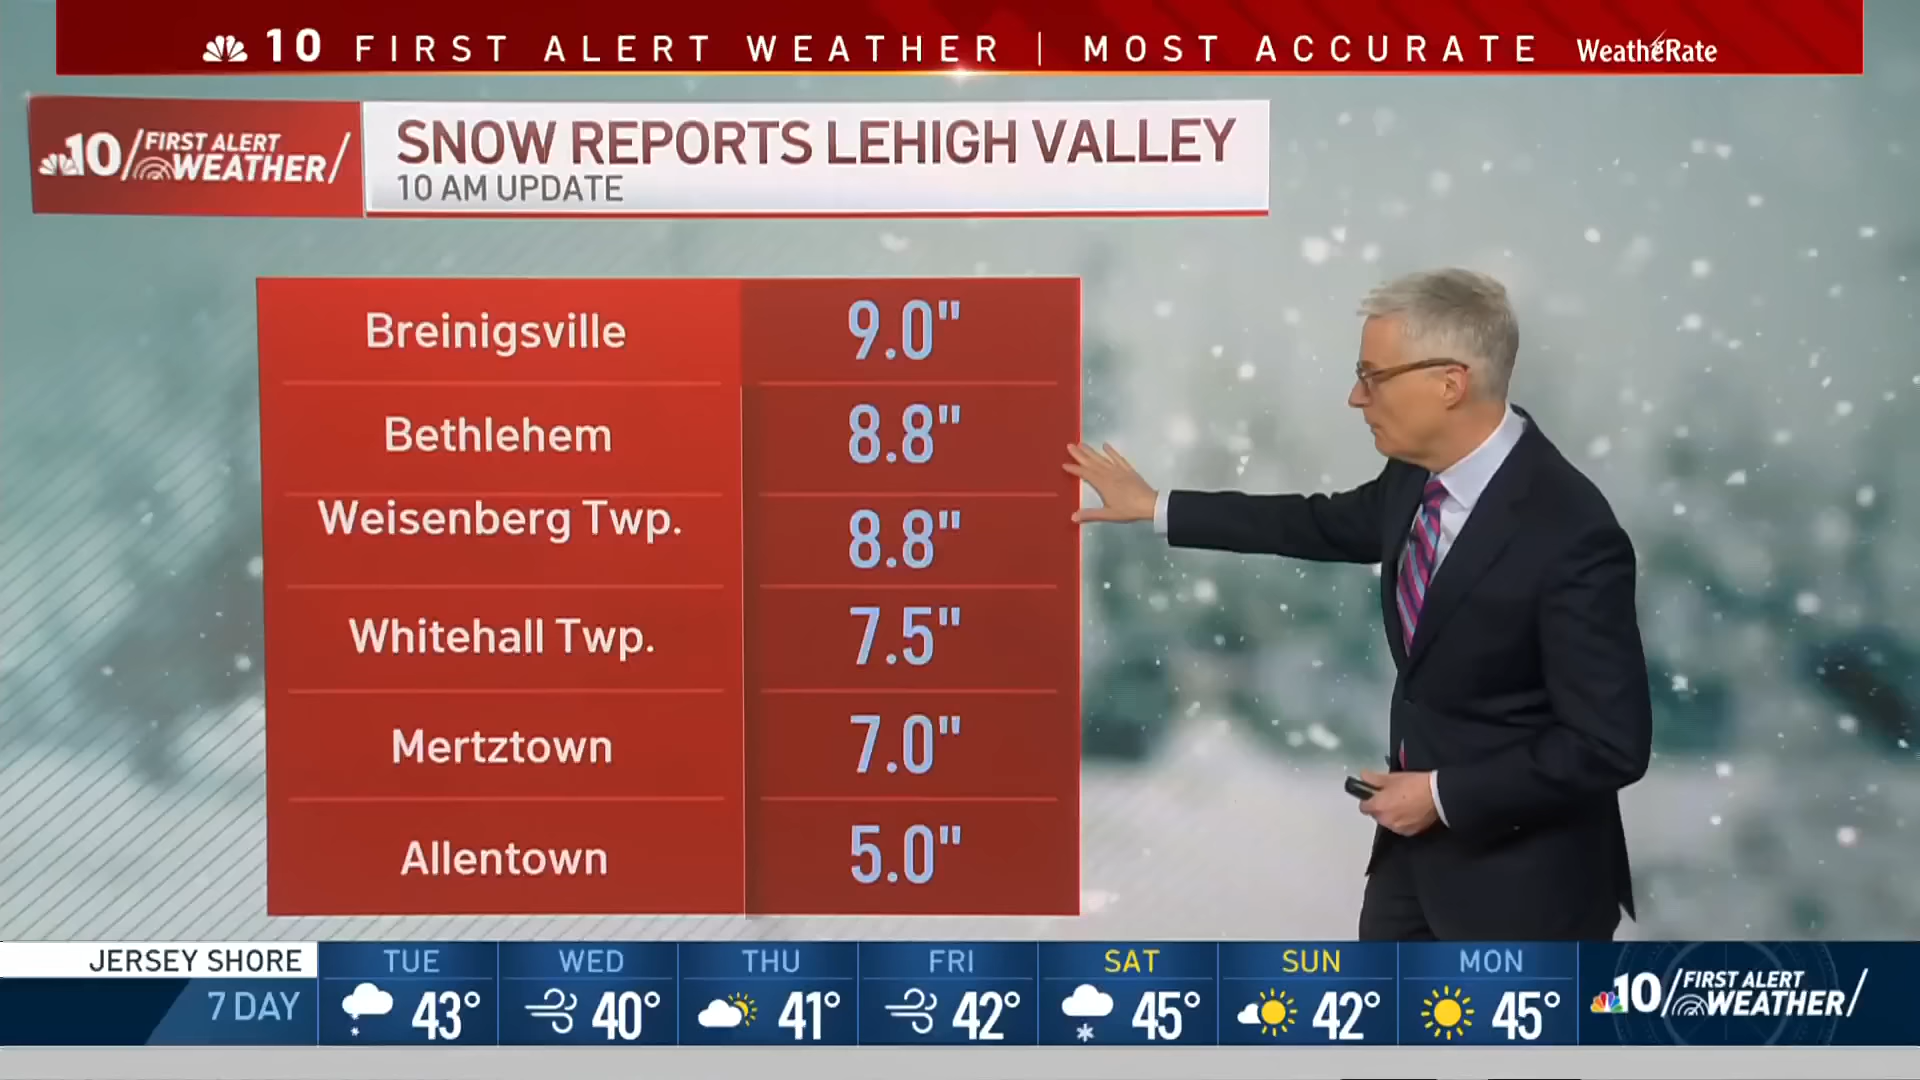 10 FIRST ALERT WEATHER | MOST ACCURATE WeatheRate
10 / FIRST ALERT WEATHER /
SNOW REPORTS LEHIGH VALLEY
10 AM UPDATE
Breinigsville 9.0"
Bethlehem 8.8"
Weisenberg Twp. 8.8"
Whitehall Twp. 7.5"
Mertztown 7.0"
Allentown 5.0"
JERSEY SHORE
7 DAY
TUE WED THU FRI SAT SUN MON
43° 40° 41° 42° 45° 42° 45°
10 / FIRST ALERT WEATHER /